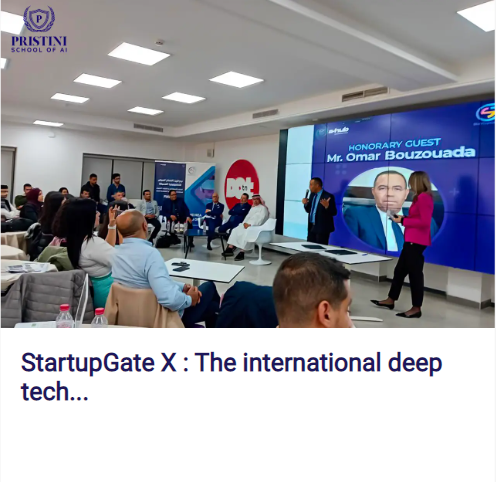 PRISTINI
SCHOOL OF AI
HONORARY GUEST
Mr. Omar Bouzouada
StartupGate X : The international deep
tech...